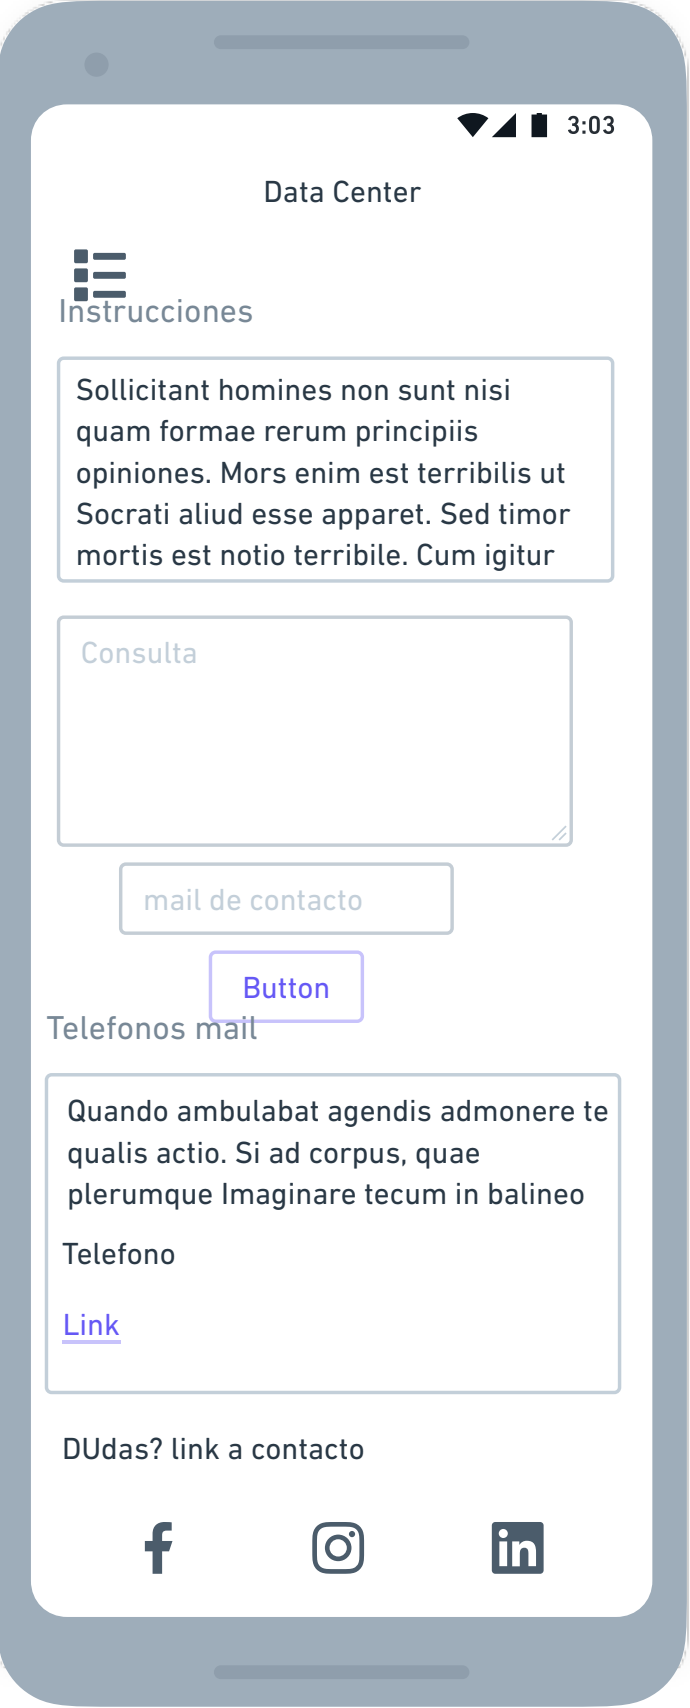 3:03
Data Center
Instrucciones
Sollicitant homines non sunt nisi
quam formae rerum principiis
opiniones. Mors enim est terribilis ut
Socrati aliud esse apparet. Sed timor
mortis est notio terribile. Cum igitur
Consulta
mail de contacto
Button
Telefonos mail
Quando ambulabat agendis admonere te
qualis actio. Si ad corpus, quae
plerumque Imaginare tecum in balineo
Telefono
Link
DUdas? link a contacto